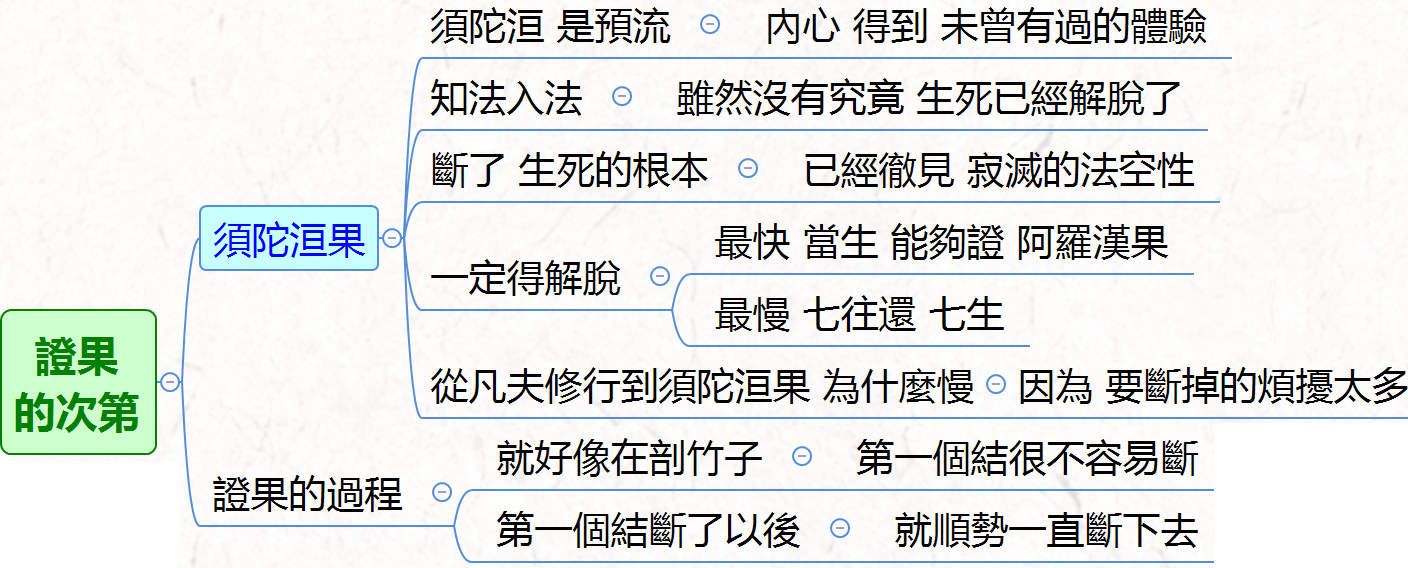 證果
的次第
須陀洹果
須陀洹 是預流 內心 得到 未曾有過的體驗
知法入法 雖然沒有究竟 生死已經解脫了
斷了 生死的根本 已經徹見 寂滅的法空性
一定得解脫
最快 當生 能夠證 阿羅漢果
最慢 七往還 七生
從凡夫修行到須陀洹果 為什麼慢 因為 要斷掉的煩擾太多
證果的過程
就好像在剖竹子 第一個結很不容易斷
第一個結斷了以後 就順勢一直斷下去